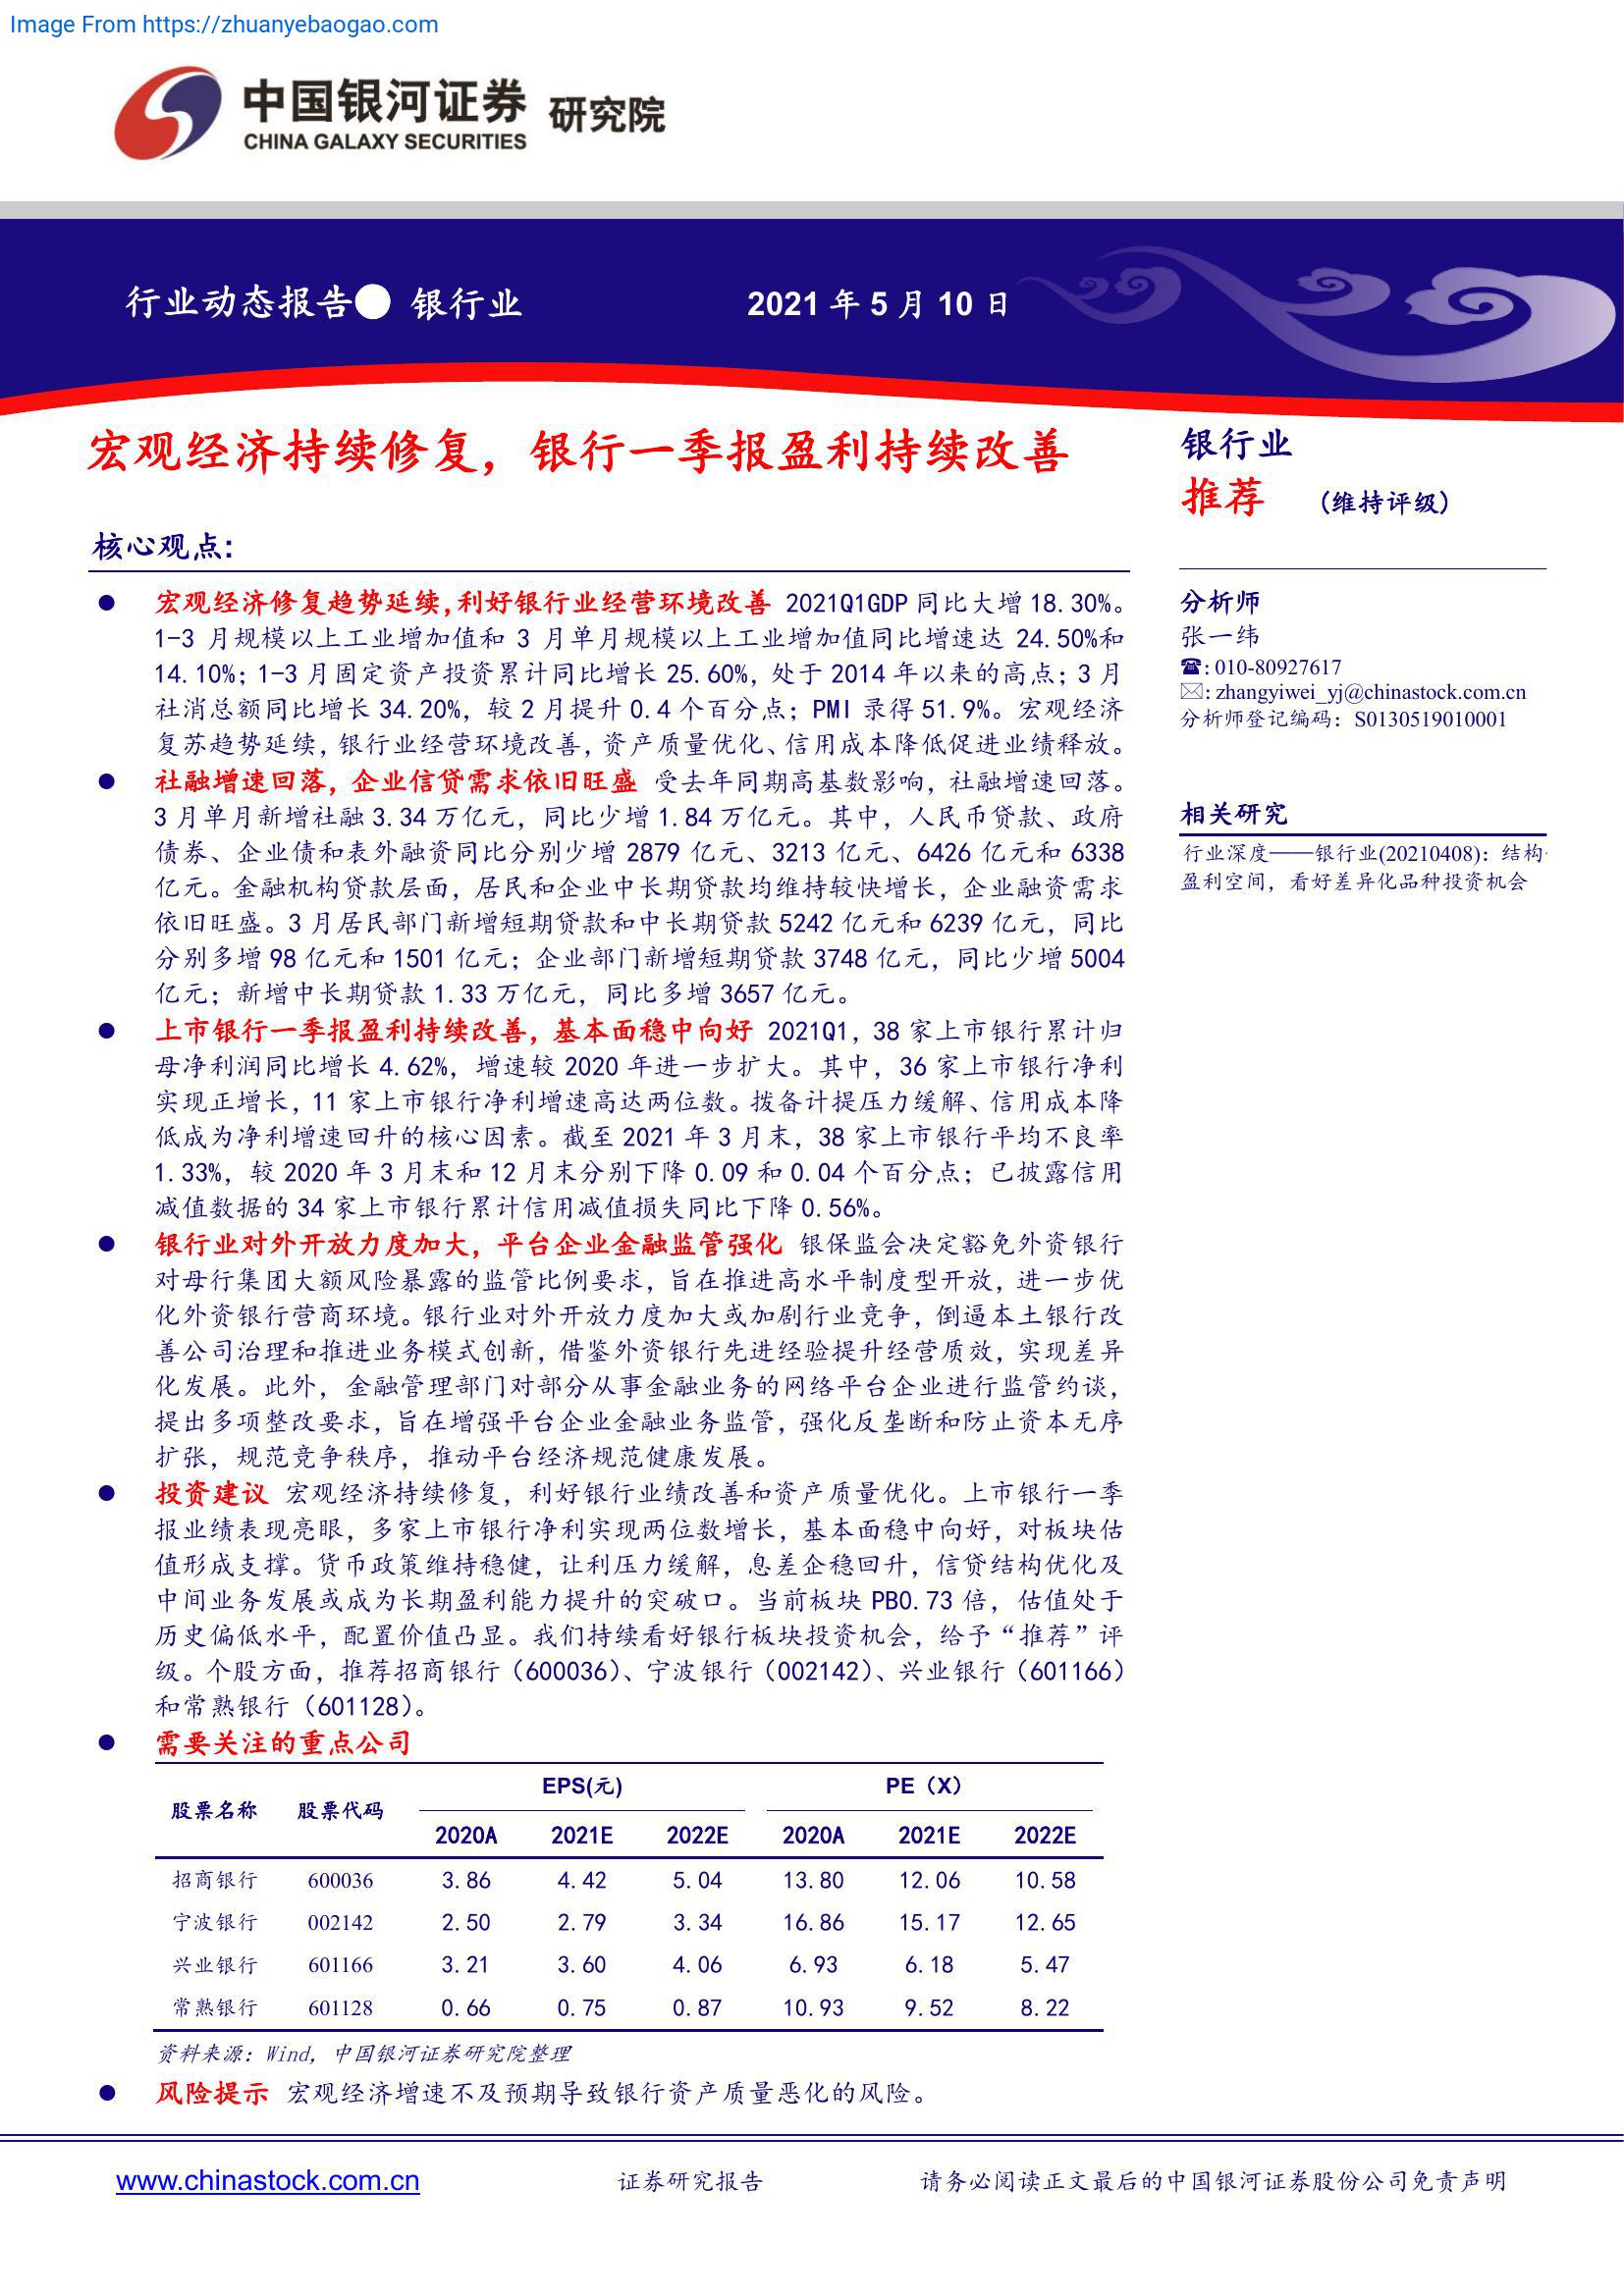 Image From https://zhuanyebaogao.com
中国银河证券 研究院
CHINA GALAXY SECURITIES
行业动态报告● 银行业 2021 年 5 月 10 日
宏观经济持续修复，银行一季报盈利持续改善
核心观点:
● 宏观经济修复趋势延续,利好银行业经营环境改善 2021Q1GDP 同比大增 18.30%。
1-3 月规模以上工业增加值和 3 月单月规模以上工业增加值同比增速达 24.50%和
14.10%；1-3 月固定资产投资累计同比增长 25.60%，处于 2014 年以来的高点；3 月
社消总额同比增长 34.20%，较 2 月提升 0.4 个百分点；PMI 录得 51.9%。宏观经济
复苏趋势延续，银行业经营环境改善，资产质量优化、信用成本降低促进业绩释放。
● 社融增速回落，企业信贷需求依旧旺盛 受去年同期高基数影响，社融增速回落。
3 月单月新增社融 3.34 万亿元，同比少增 1.84 万亿元。其中，人民币贷款、政府
债券、企业债和表外融资同比分别少增 2879 亿元、3213 亿元、6426 亿元和 6338
亿元。金融机构贷款层面，居民和企业中长期贷款均维持较快增长，企业融资需求
依旧旺盛。3 月居民部门新增短期贷款和中长期贷款 5242 亿元和 6239 亿元，同比
分别多增 98 亿元和 1501 亿元；企业部门新增短期贷款 3748 亿元，同比少增 5004
亿元；新增中长期贷款 1.33 万亿元，同比多增 3657 亿元。
● 上市银行一季报盈利持续改善，基本面稳中向好 2021Q1，38 家上市银行累计归
母净利润同比增长 4.62%，增速较 2020 年进一步扩大。其中，36 家上市银行净利
实现正增长，11 家上市银行净利增速高达两位数。拨备计提压力缓解、信用成本降
低成为净利增速回升的核心因素。截至 2021 年 3 月末，38 家上市银行平均不良率
1.33%，较 2020 年 3 月末和 12 月末分别下降 0.09 和 0.04 个百分点；已披露信用
减值数据的 34 家上市银行累计信用减值损失同比下降 0.56%。
● 银行业对外开放力度加大，平台企业金融监管强化 银保监会决定豁免外资银行
对母行集团大额风险暴露的监管比例要求，旨在推进高水平制度型开放，进一步优
化外资银行营商环境。银行业对外开放力度加大或加剧行业竞争，倒逼本土银行改
善公司治理和推进业务模式创新，借鉴外资银行先进经验提升经营质效，实现差异
化发展。此外，金融管理部门对部分从事金融业务的网络平台企业进行监管约谈，
提出多项整改要求，旨在增强平台企业金融业务监管，强化反垄断和防止资本无序
扩张，规范竞争秩序，推动平台经济规范健康发展。
● 投资建议 宏观经济持续修复，利好银行业绩改善和资产质量优化。上市银行一季
报业绩表现亮眼，多家上市银行净利实现两位数增长，基本面稳中向好，对板块估
值形成支撑。货币政策维持稳健，让利压力缓解，息差企稳回升，信贷结构优化及
中间业务发展或成为长期盈利能力提升的突破口。当前板块 PB0.73 倍，估值处于
历史偏低水平，配置价值凸显。我们持续看好银行板块投资机会，给予“推荐”评
级。个股方面，推荐招商银行（600036）、宁波银行（002142）、兴业银行（601166）
和常熟银行（601128）。
● 需要关注的重点公司
股票名称 股票代码 EPS(元) PE（X）
2020A 2021E 2022E 2020A 2021E 2022E
招商银行 600036 3.86 4.42 5.04 13.80 12.06 10.58
宁波银行 002142 2.50 2.79 3.34 16.86 15.17 12.65
兴业银行 601166 3.21 3.60 4.06 6.93 6.18 5.47
常熟银行 601128 0.66 0.75 0.87 10.93 9.52 8.22
资料来源：Wind，中国银河证券研究院整理
● 风险提示 宏观经济增速不及预期导致银行资产质量恶化的风险。
银行业
推荐 (维持评级)
分析师
张一纬
☎: 010-80927617
✉: zhangyiwei_yj@chinastock.com.cn
分析师登记编码：S0130519010001
相关研究
行业深度——银行业(20210408)：结构
盈利空间，看好差异化品种投资机会
www.chinastock.com.cn 证券研究报告 请务必阅读正文最后的中国银河证券股份公司免责声明